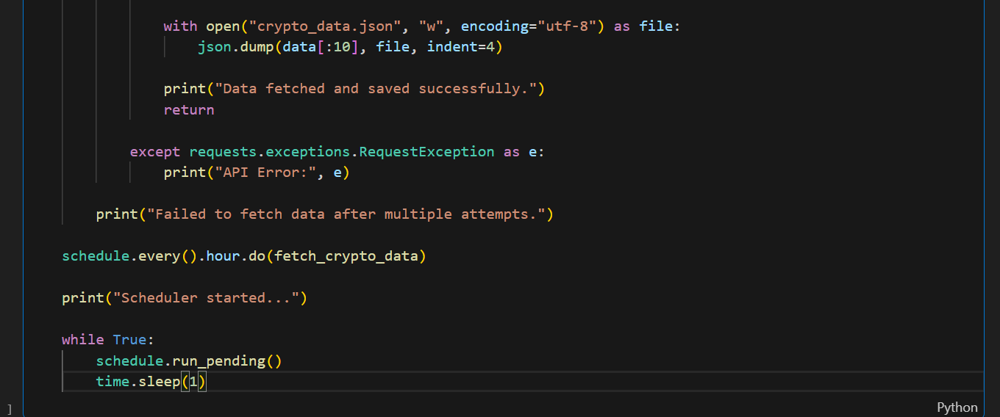 with open("crypto_data.json", "w", encoding="utf-8") as file:
json.dump(data[:10], file, indent=4)
print("Data fetched and saved successfully.")
return
except requests.exceptions.RequestException as e:
print("API Error:", e)
print("Failed to fetch data after multiple attempts.")
schedule.every().hour.do(fetch_crypto_data)
print("Scheduler started...")
while True:
schedule.run_pending()
time.sleep(1)
]
Python